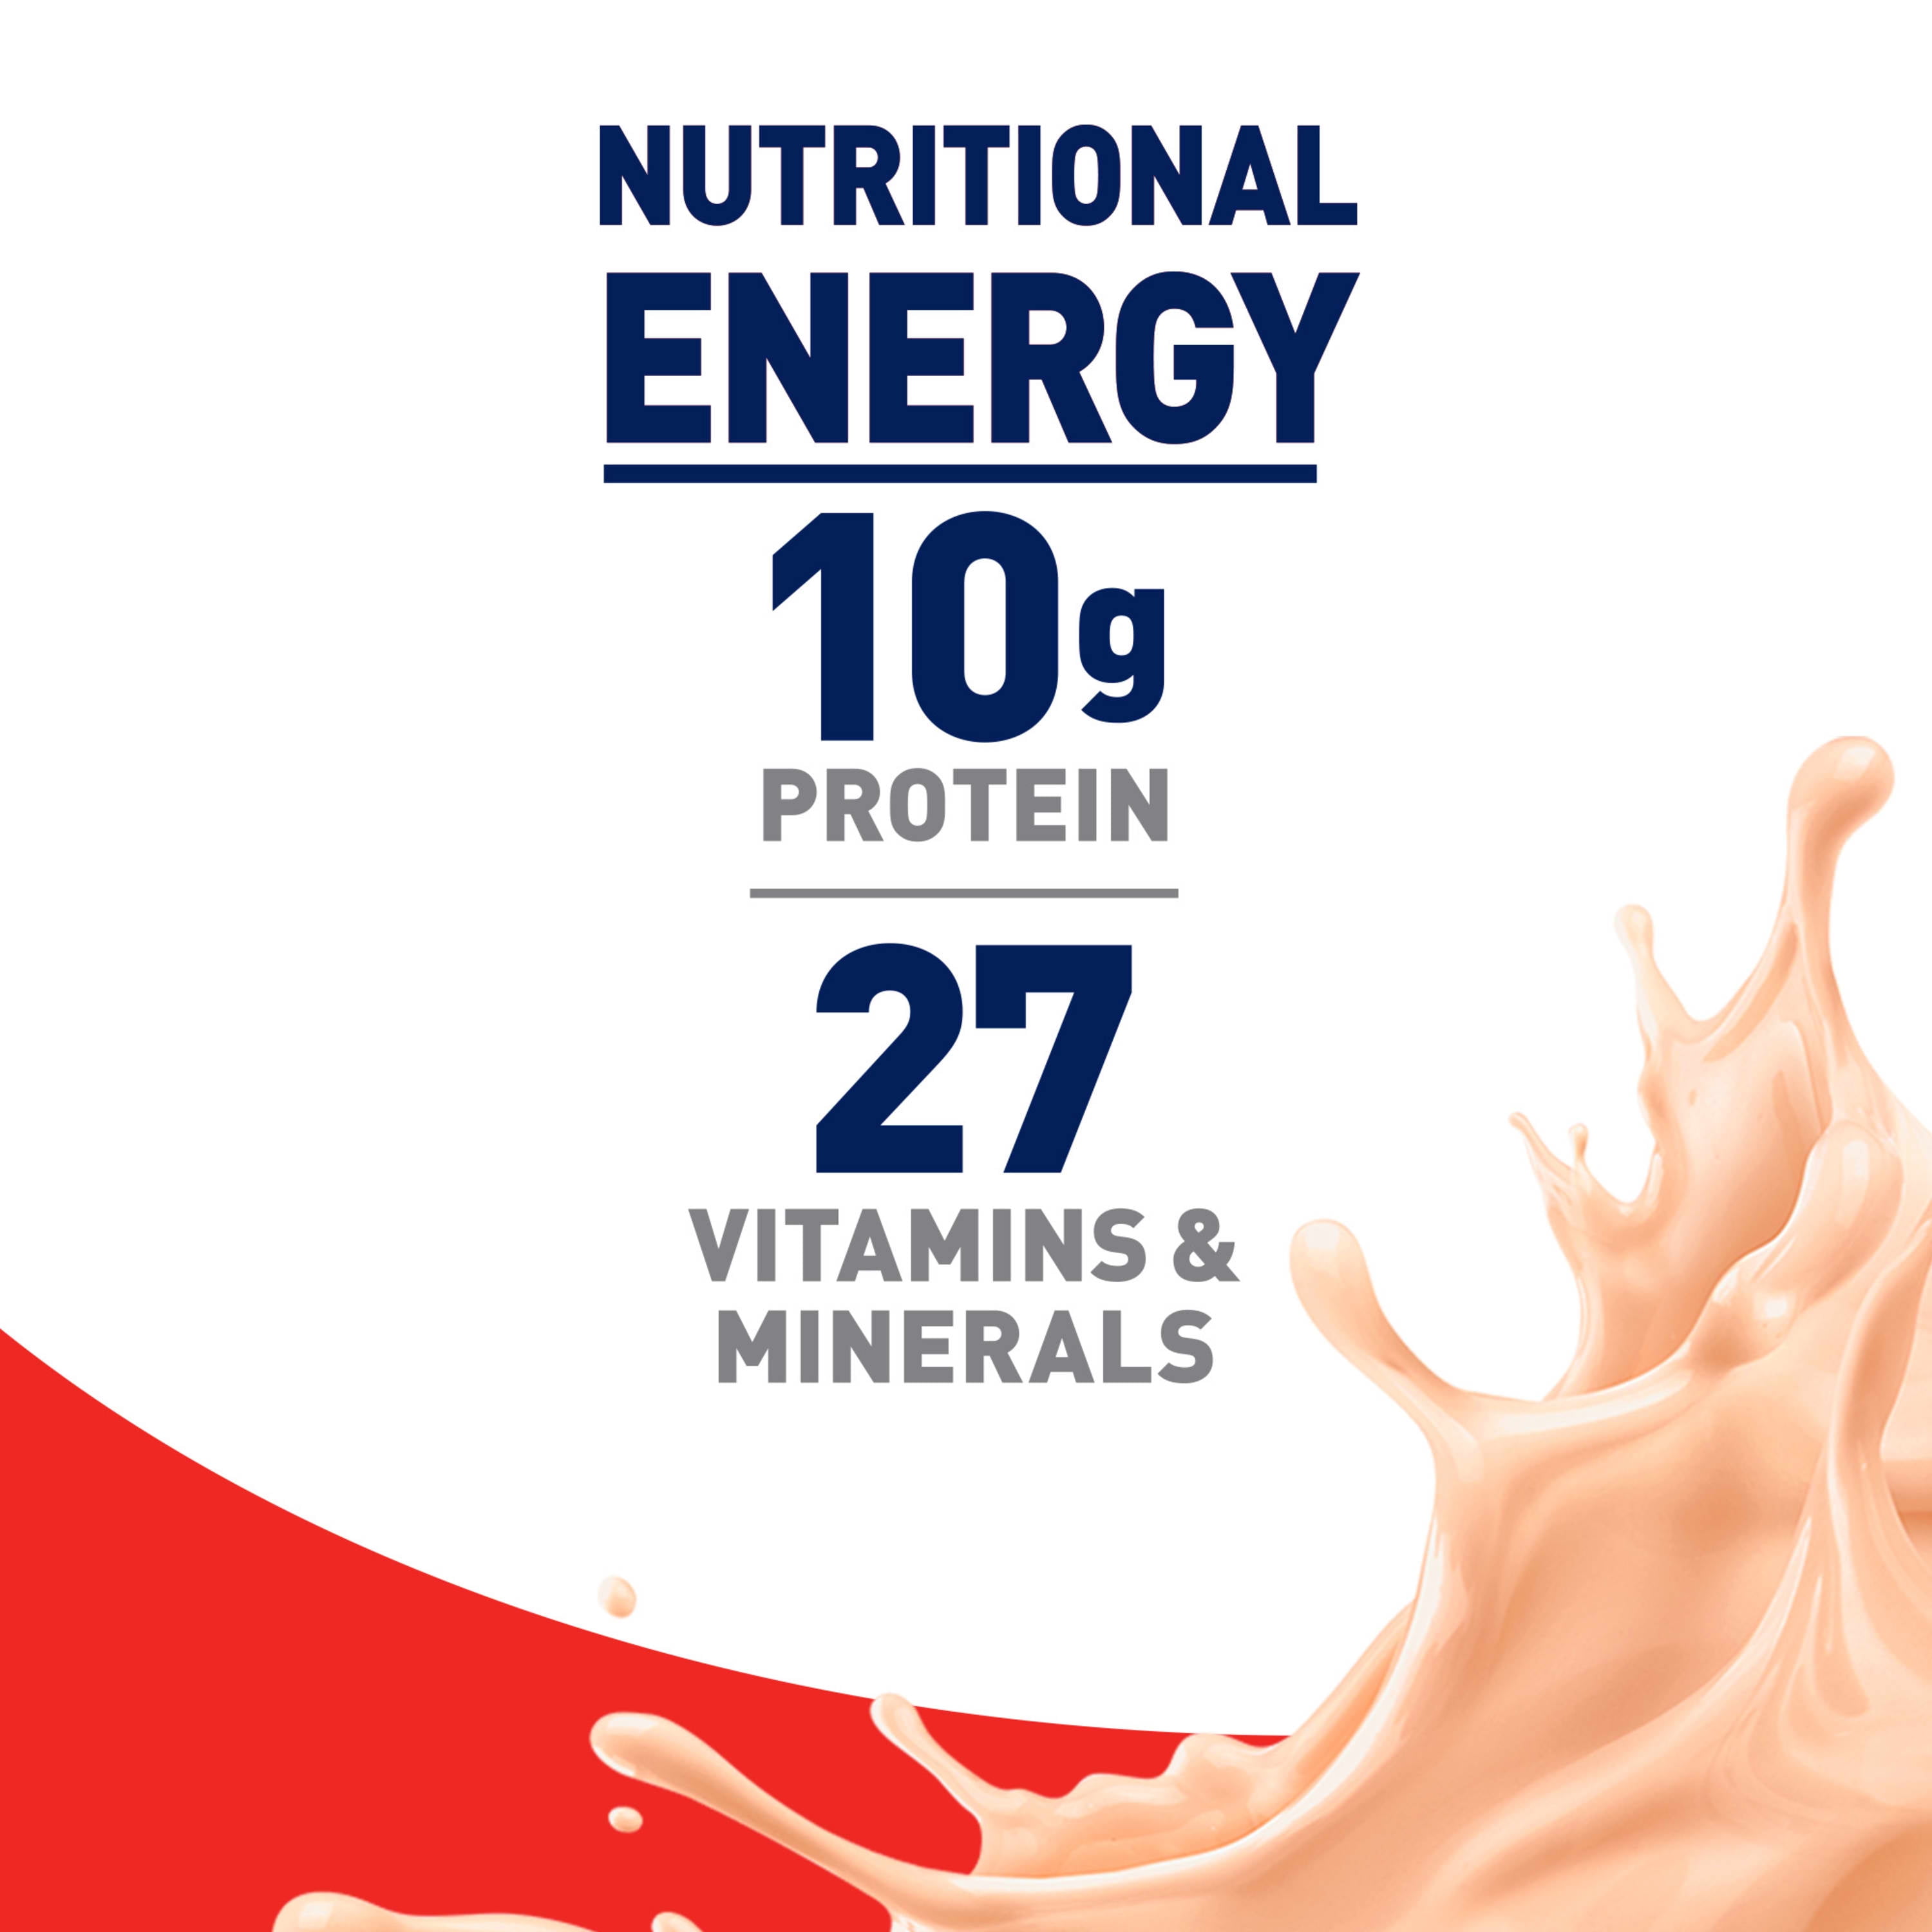 NUTRITIONAL
ENERGY
10g
PROTEIN
27
VITAMINS &
MINERALS